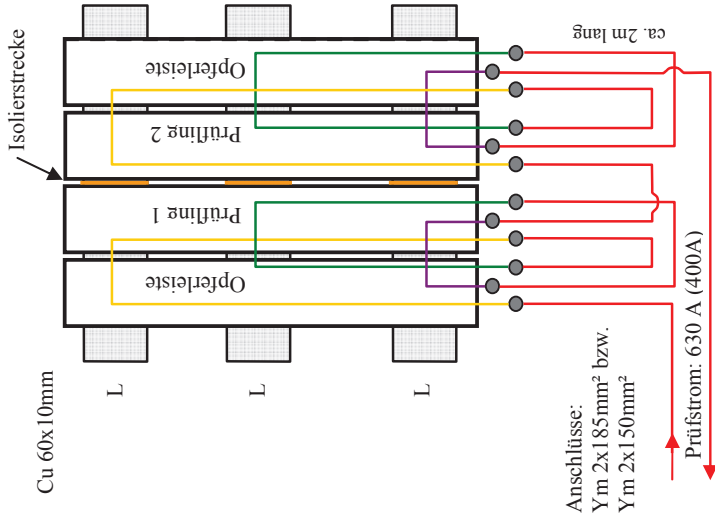 Cu 60x10mm
Isolierstrecke
L
L
L
Opferleiste
Prüfling 1
Prüfling 2
Opferleiste
ca. 2m lang
Anschlüsse:
Ym 2x185mm² bzw.
Ym 2x150mm²
Prüfstrom: 630 A (400A)